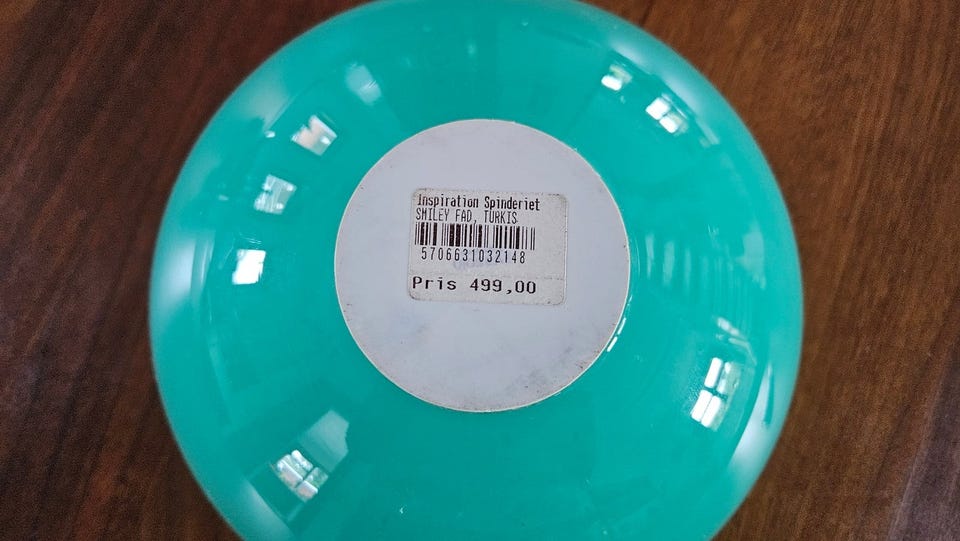 Inspiration Spinderiet
SMILEY FAD, TURKIS
5706631032148
Pris 499,00